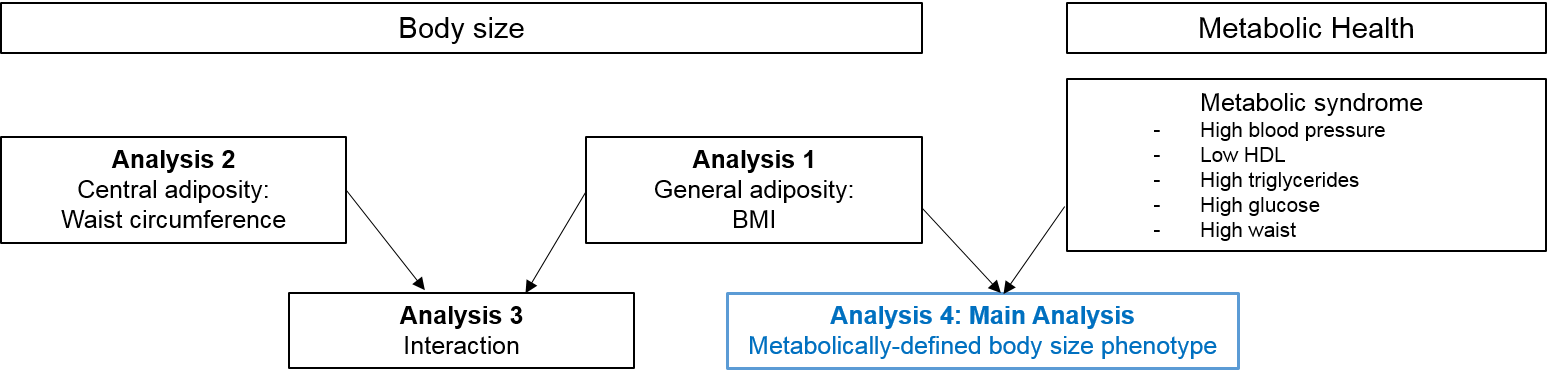 Body size
Metabolic Health
Metabolic syndrome
- High blood pressure
- Low HDL
- High triglycerides
- High glucose
- High waist
Analysis 2
Central adiposity:
Waist circumference
Analysis 1
General adiposity:
BMI
Analysis 3
Interaction
Analysis 4: Main Analysis
Metabolically-defined body size phenotype